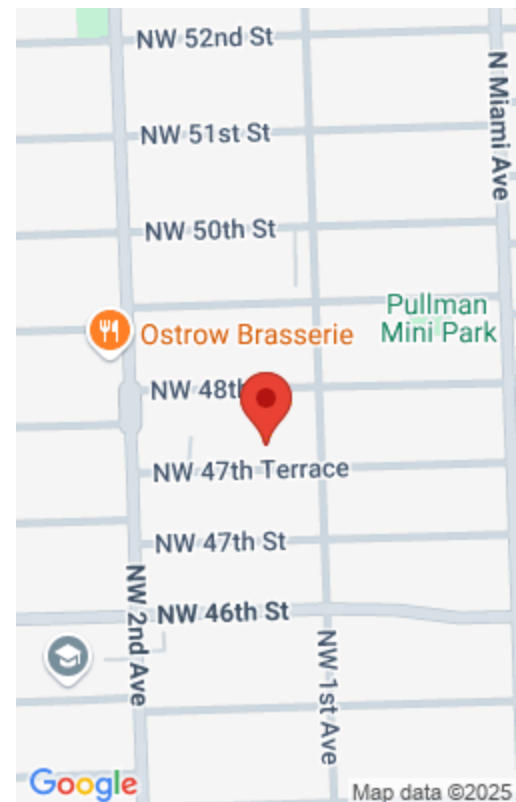 NW 52nd St
N Miami Ave
NW 51st St
NW 50th St
Pullman
Mini Park
Ostrow Brasserie
NW 48th
NW 47th Terrace
NW 47th St
NW 2nd Ave
NW 46th St
NW 1st Ave
Google
Map data ©2025